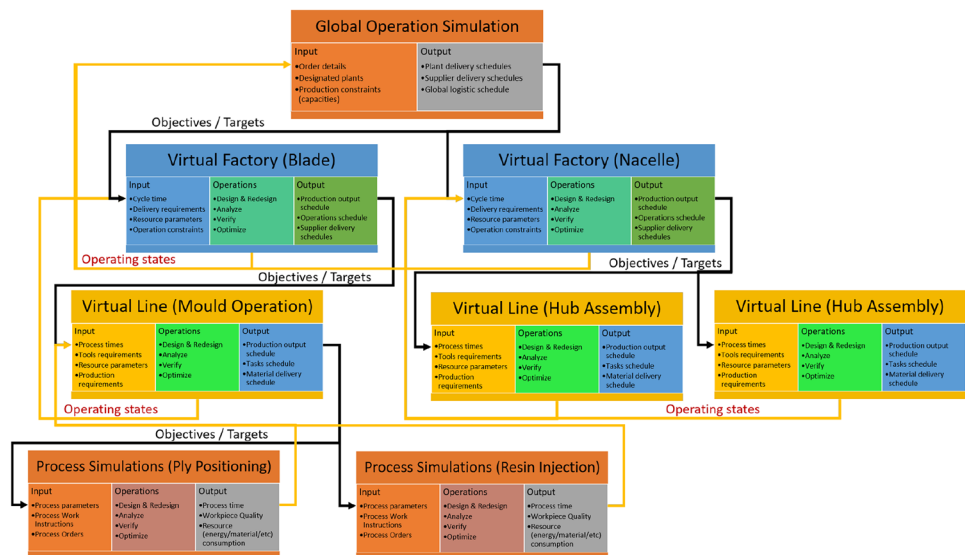 Global Operation Simulation
Input
•Order details
•Designated plants
•Production constraints
(capacities)
Output
•Plant delivery schedules
•Supplier delivery schedules
•Global logistic schedule
Objectives / Targets
Virtual Factory (Blade)
Input
•Cycle time
•Delivery requirements
•Resource parameters
•Operation constraints
Operations
•Design & Redesign
•Analyze
•Verify
•Optimize
Output
•Production output
schedule
•Operations schedule
•Supplier delivery
schedules
Virtual Factory (Nacelle)
Input
•Cycle time
•Delivery requirements
•Resource parameters
•Operation constraints
Operations
•Design & Redesign
•Analyze
•Verify
•Optimize
Output
•Production output
schedule
•Operations schedule
•Supplier delivery
schedules
Operating states
Objectives / Targets
Objectives / Targets
Virtual Line (Mould Operation)
Input
•Process times
•Tools requirements
•Resource parameters
•Production
requirements
Operations
•Design & Redesign
•Analyze
•Verify
•Optimize
Output
•Production output
schedule
•Tasks schedule
•Material delivery
schedule
Virtual Line (Hub Assembly)
Input
•Process times
•Tools requirements
•Resource parameters
•Production
requirements
Operations
•Design & Redesign
•Analyze
•Verify
•Optimize
Output
•Production output
schedule
•Tasks schedule
•Material delivery
schedule
Virtual Line (Hub Assembly)
Input
•Process times
•Tools requirements
•Resource parameters
•Production
requirements
Operations
•Design & Redesign
•Analyze
•Verify
•Optimize
Output
•Production output
schedule
•Tasks schedule
•Material delivery
schedule
Operating states
Operating states
Objectives / Targets
Process Simulations (Ply Positioning)
Input
•Process parameters
•Process Work
Instructions
•Process Orders
Operations
•Design & Redesign
•Analyze
•Verify
•Optimize
Output
•Process time
•Workpiece Quality
•Resource
(energy/material/etc)
consumption
Process Simulations (Resin Injection)
Input
•Process parameters
•Process Work
Instructions
•Process Orders
Operations
•Design & Redesign
•Analyze
•Verify
•Optimize
Output
•Process time
•Workpiece Quality
•Resource
(energy/material/etc)
consumption